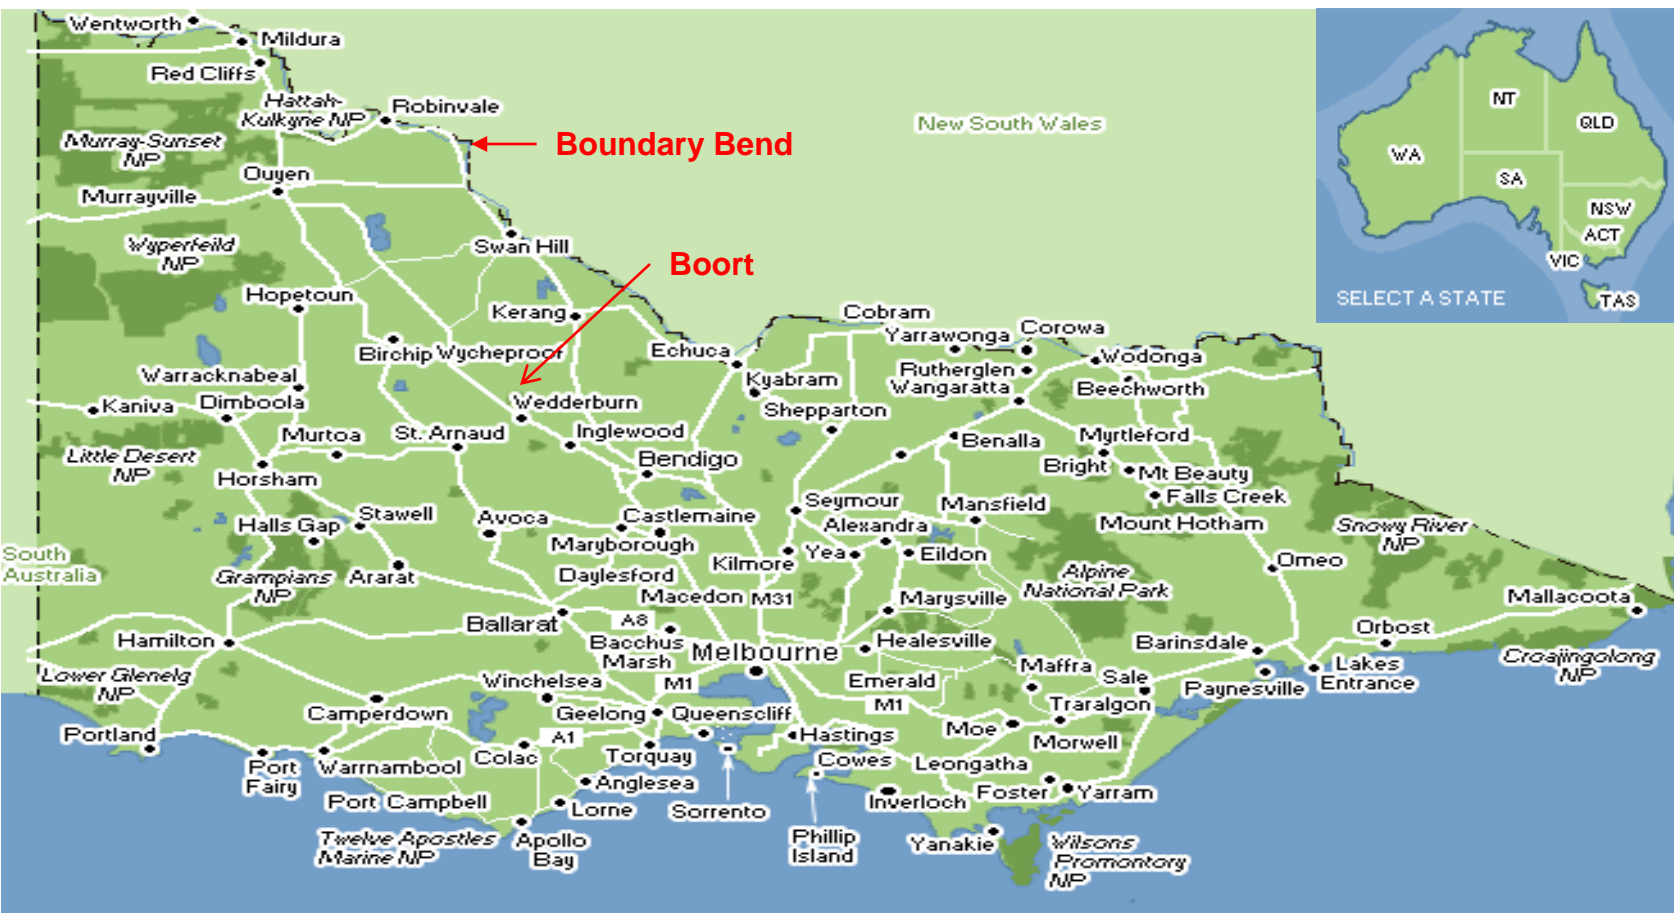 Wentworth
Mildura
Red Cliffs
Hattah-
Kulkyne NP
Robinvale
Murray-Sunset
NP
Boundary Bend
New South Wales
Ouyen
Murrayville
Wyperfeild
NP
Swan Hill
Boort
Hopetoun
Kerang
Cobram
Yarrawonga
Corowa
Birchip
Wycheproof
Echuca
Wodonga
Warracknabeal
Kyabram
Rutherglen
Wangaratta
Beechworth
Kaniva
Dimboola
Wedderburn
Shepparton
Murtoa
St. Arnaud
Inglewood
Benalla
Myrtleford
Little Desert
NP
Horsham
Bendigo
Bright
Mt Beauty
Falls Creek
Halls Gap
Stawell
Avoca
Castlemaine
Seymour
Mansfield
Mount Hotham
Snowy River
NP
Maryborough
Alexandra
South
Australia
Kilmore
Yea
Eildon
Omeo
Grampians
NP
Ararat
Daylesford
Alpine
National Park
Macedon
M31
Marysville
Mallacoota
Ballarat
A8
Orbost
Hamilton
Bacchus
Marsh
Melbourne
Healesville
Barinsdale
Croajingolong
NP
Lower Glenelg
NP
Winchelsea
M1
Emerald
Maffra
Sale
Paynesville
Lakes
Entrance
Camperdown
Geelong
Queenscliff
M1
Traralgon
Portland
Colac
A1
Torquay
Hastings
Moe
Morwell
Port
Fairy
Warrnambool
Cowes
Leongatha
Port Campbell
Anglesea
Lorne
Sorrento
Inverloch
Foster
Yarram
Twelve Apostles
Marine NP
Apollo
Bay
Phillip
Island
Yanakie
Wilsons
Promontory
NP
NT
QLD
WA
SA
NSW
ACT
VIC
SELECT A STATE
TAS